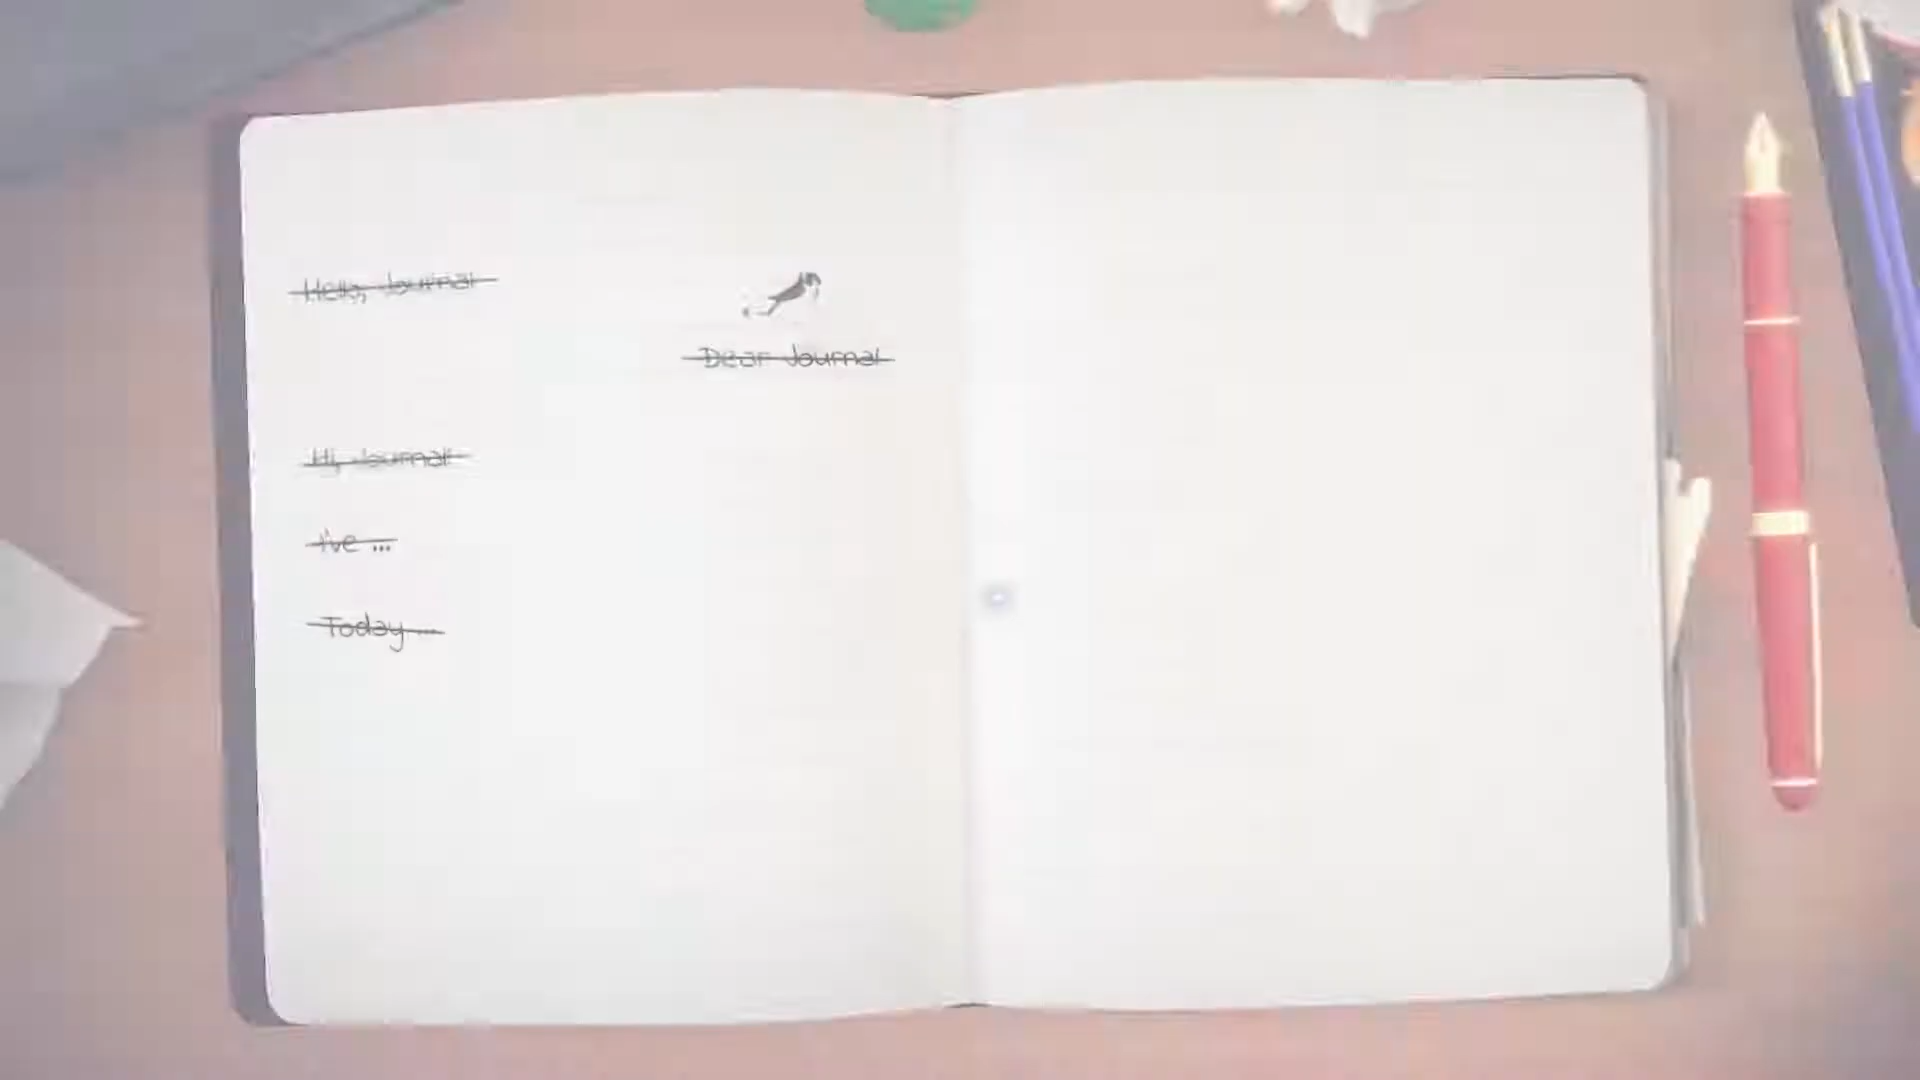 Hello, Journal
Dear Journal
Hi, Journal
I've ...
Today ...